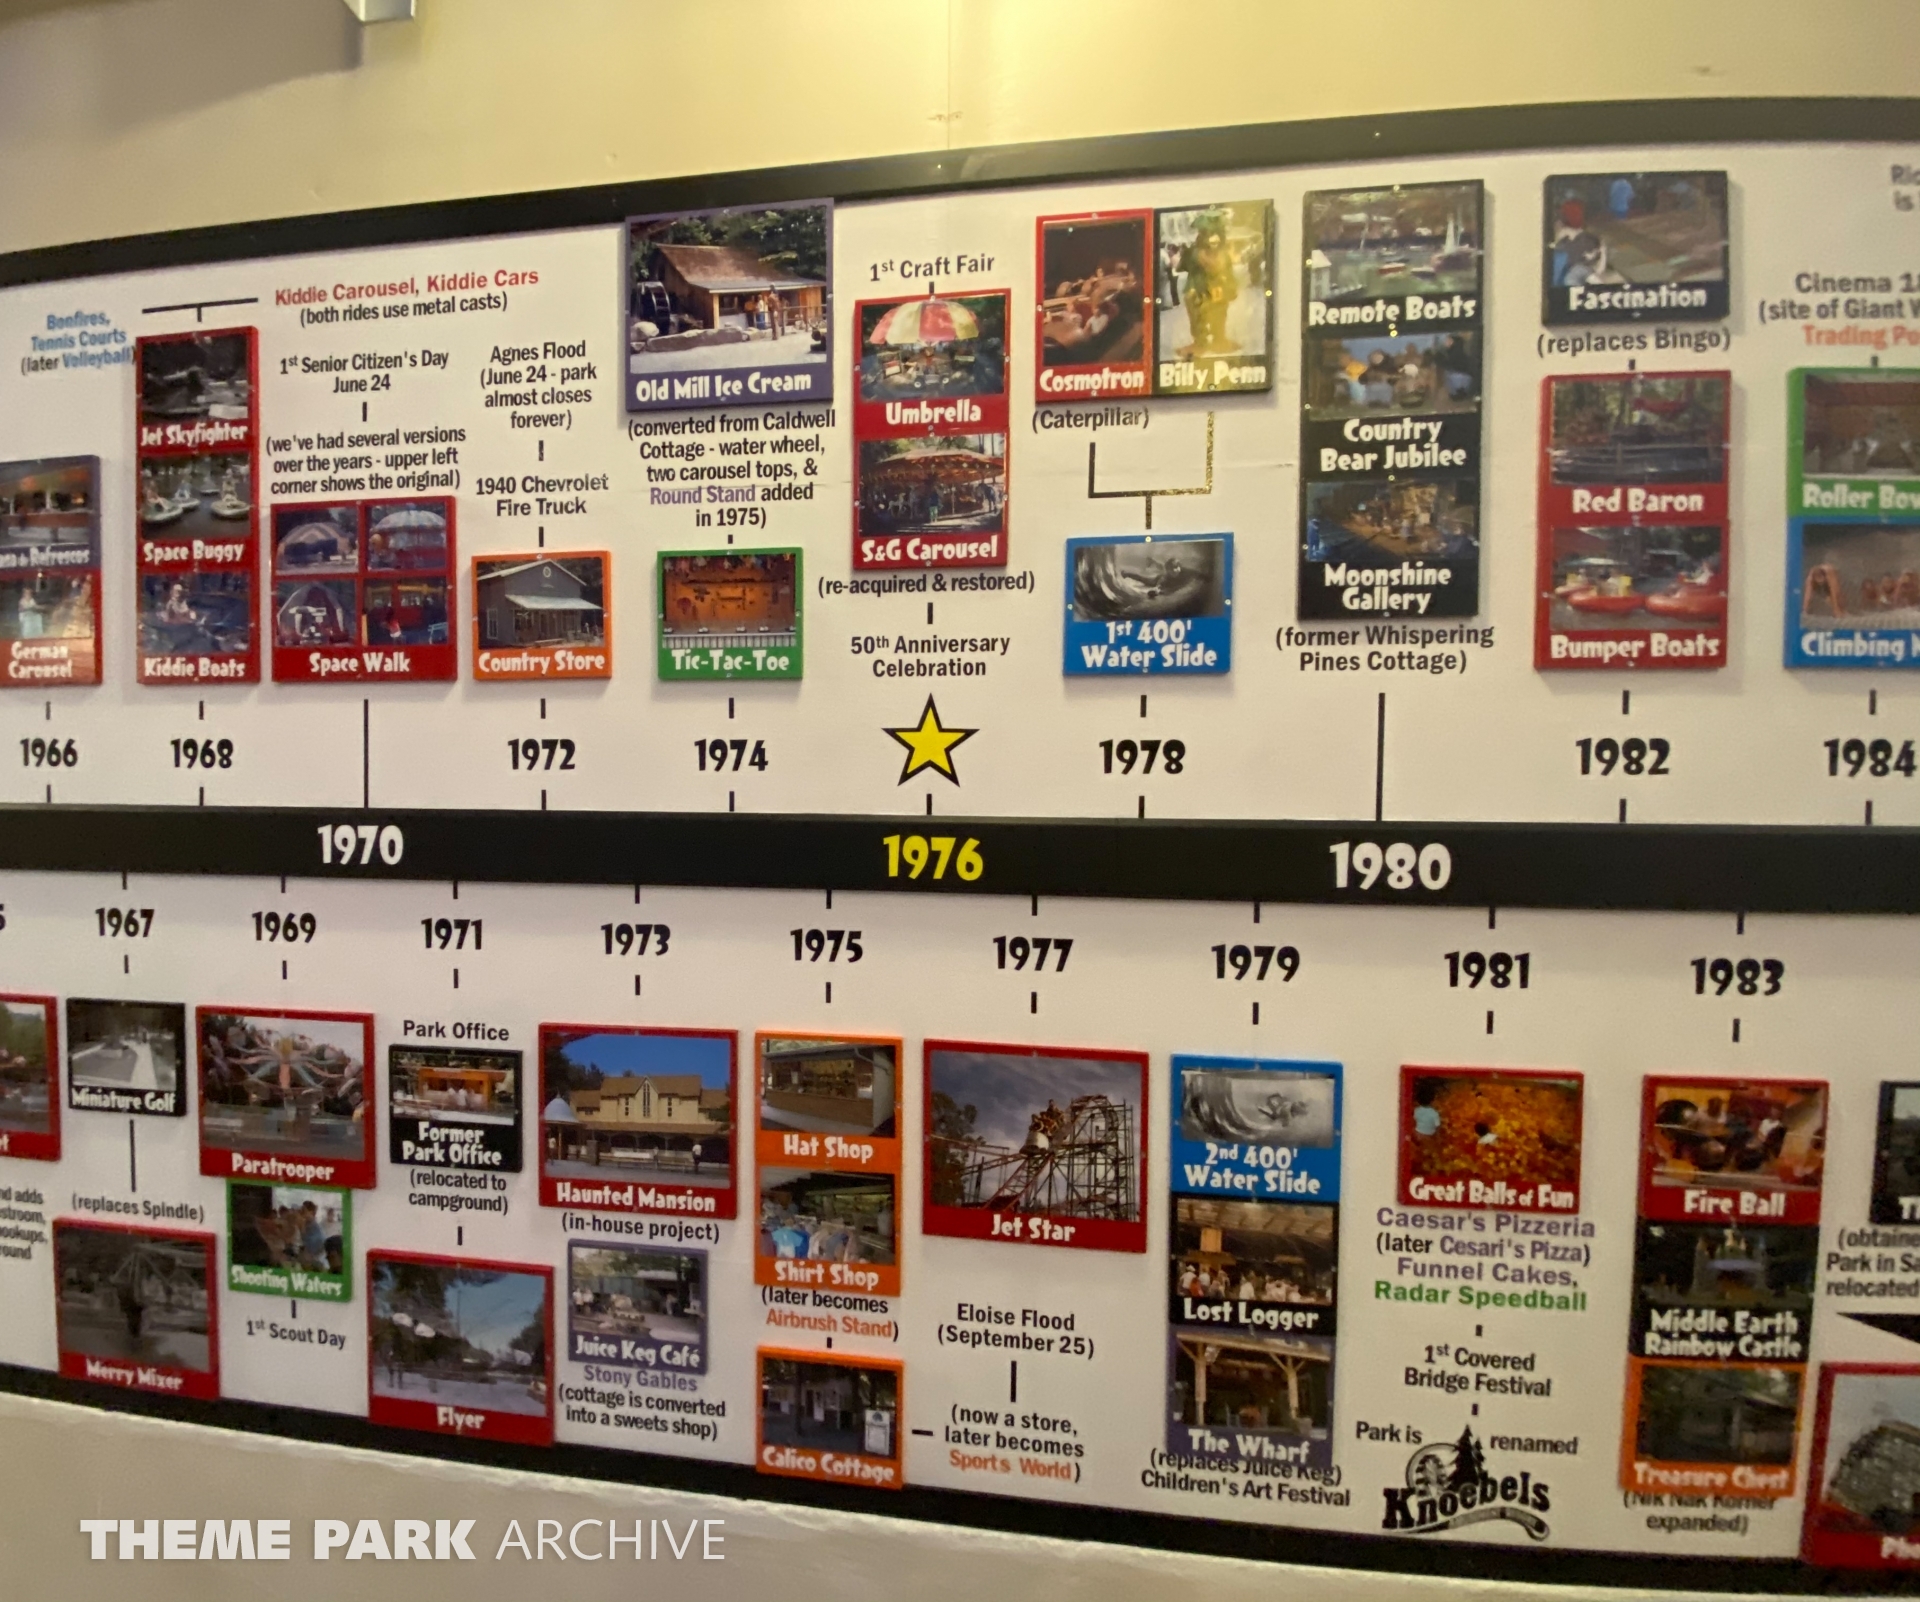 Bonfires,
Tennis Courts
(later Volleyball)
German
Carousel
1966
Kiddie Carousel, Kiddie Cars
(both rides use metal casts)
Jet Skyfighter
Space Buggy
Kiddie Boats
1968
1st Senior Citizen's Day
June 24
(we've had several versions
over the years - upper left
corner shows the original)
Space Walk
Agnes Flood
(June 24 - park
almost closes
forever)
1940 Chevrolet
Fire Truck
Country Store
1972
Old Mill Ice Cream
(converted from Caldwell
Cottage - water wheel,
two carousel tops, &
Round Stand added
in 1975)
Tic-Tac-Toe
1974
1st Craft Fair
Umbrella
S&G Carousel
(re-acquired & restored)
50th Anniversary
Celebration
Cosmotron
Billy Penn
(Caterpillar)
1st 400'
Water Slide
1978
Remote Boats
Country
Bear Jubilee
Moonshine
Gallery
(former Whispering
Pines Cottage)
Fascination
(replaces Bingo)
Red Baron
Bumper Boats
1982
is
Cinema
(site of Giant
Trading
Roller
Climbing
1984
1970
1976
1980
1967
Miniature Golf
(replaces Spindle)
Merry Mixer
1969
Paratrooper
Shooting Waters
1st Scout Day
1971
Park Office
Former
Park Office
(relocated to
campground)
Flyer
1973
Haunted Mansion
(in-house project)
Juice Keg Café
Stony Gables
(cottage is converted
into a sweets shop)
1975
Hat Shop
Shirt Shop
(later becomes
Airbrush Stand)
Calico Cottage
1977
Jet Star
Eloise Flood
(September 25)
(now a store,
later becomes
Sports World)
1979
2nd 400'
Water Slide
Lost Logger
The Wharf
(replaces Juice Keg)
Children's Art Festival
1981
Great Balls of Fun
Caesar's Pizzeria
(later Cesari's Pizza)
Funnel Cakes,
Radar Speedball
1st Covered
Bridge Festival
Park is renamed
Knoebels
1983
Fire Ball
Middle Earth
Rainbow Castle
Treasure Chest
(Nik Nak Korner
expanded)
Park in
relocated
THEME PARK ARCHIVE